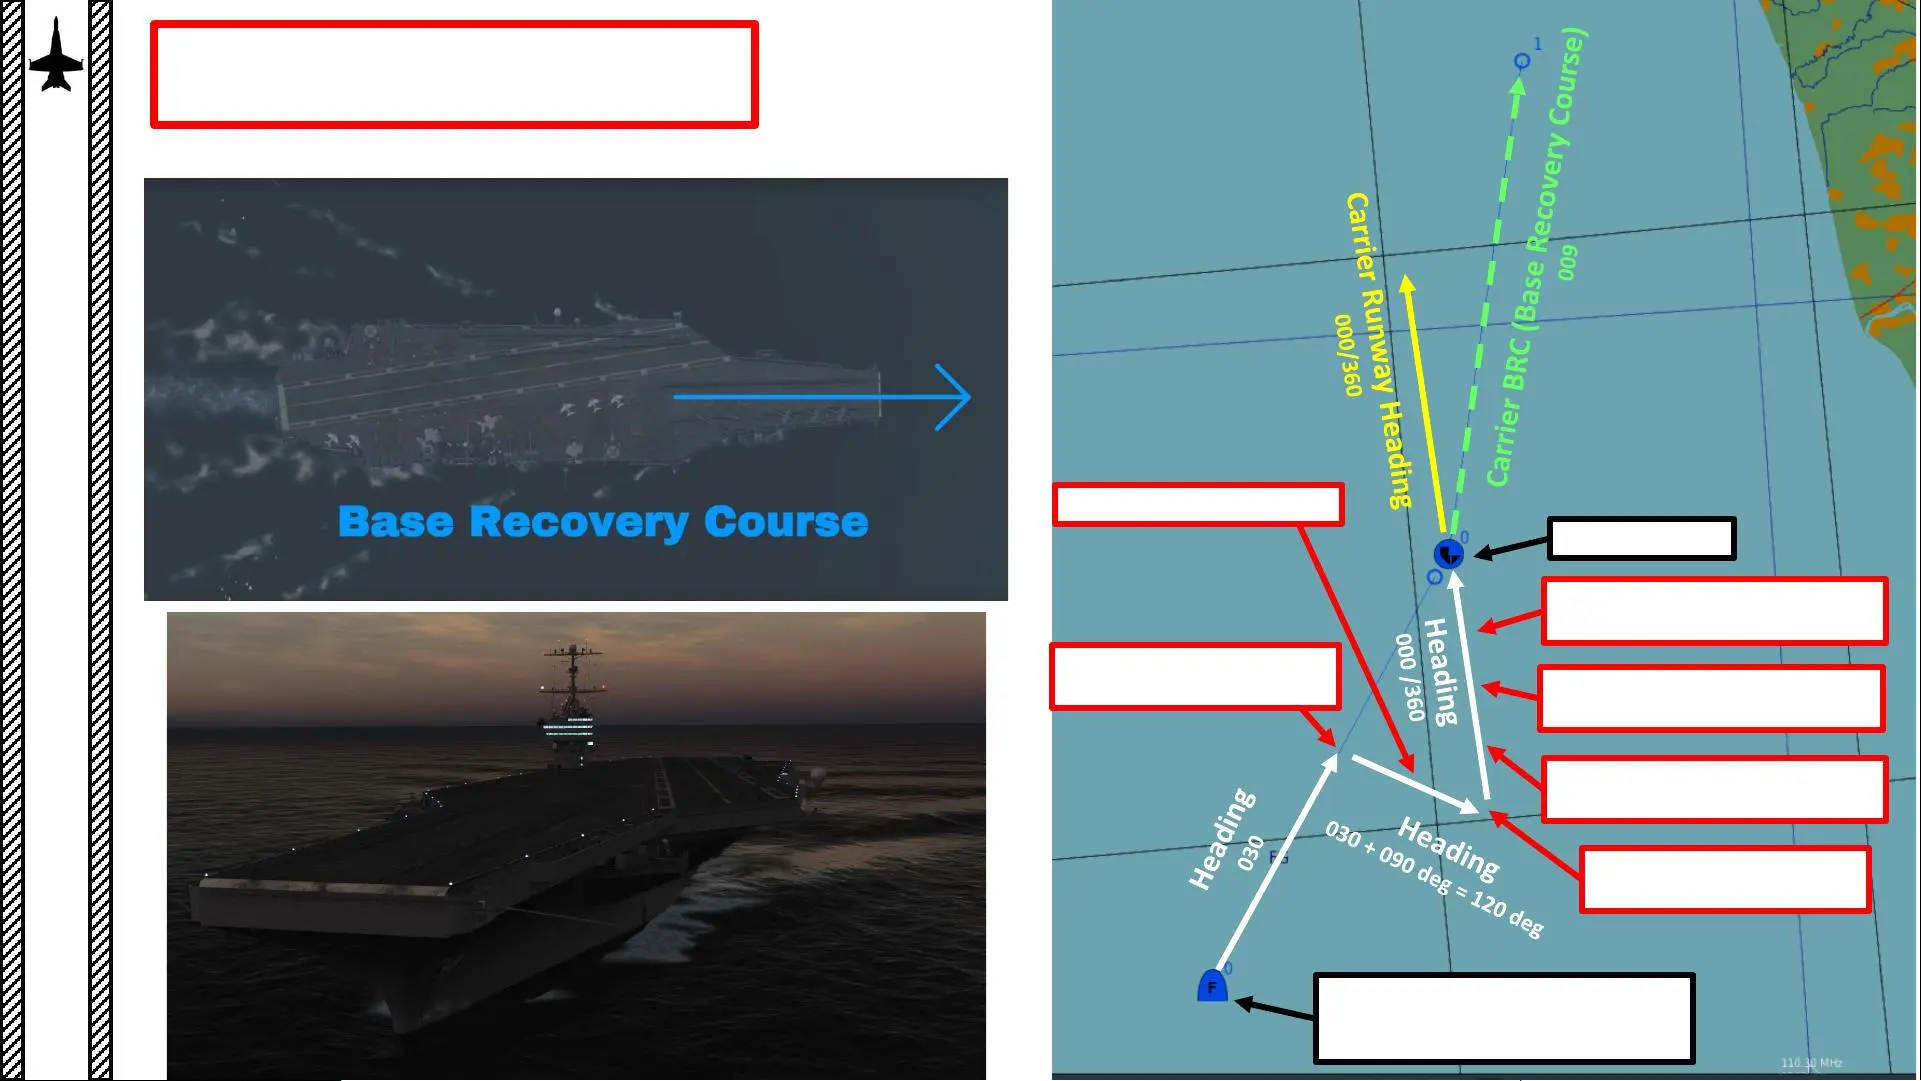 Base Recovery Course
1
Carrier BRC (Base Recovery Course)
009
Carrier Runway Heading
000/360
0
Heading
000 /360
Heading
030
Heading
030 + 090 deg = 120 deg
0
F
110.30 MHz